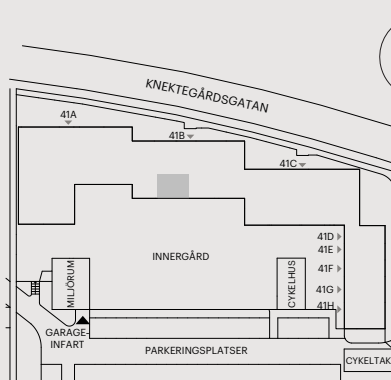 KNEKTEGÅRDSGATAN
41A
41B
41C
41D
41E
41F
41G
41H
INNERGÅRD
MILJÖRUM
CYKELHUS
GARAGE-
INFART
PARKERINGSPLATSER
CYKELTAK